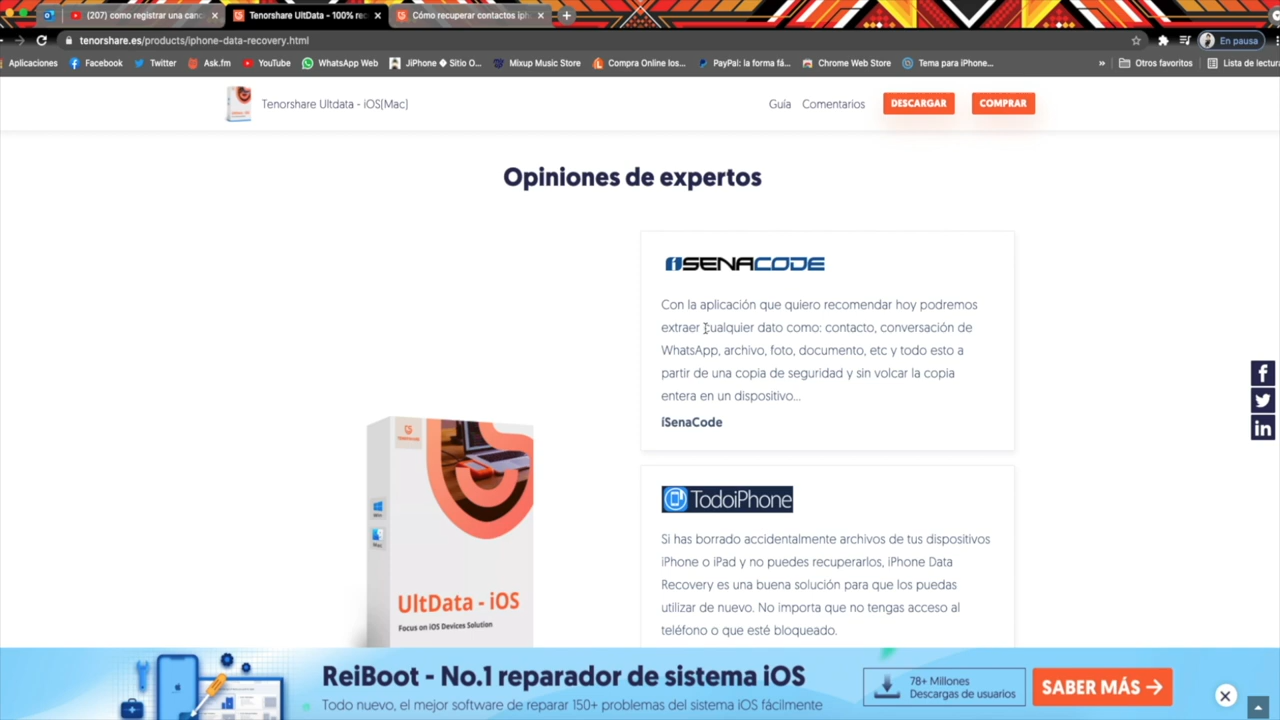 (207) como registrar una canc
Tenorshare UltData - 100% rec
Cómo recuperar contactos iph
tenorshare.es/products/iphone-data-recovery.html
En pausa
Aplicaciones
Facebook
Twitter
Ask.fm
YouTube
WhatsApp Web
JiPhone ◆ Sitio O...
Mixup Music Store
Compra Online los...
PayPal: la forma fá...
Chrome Web Store
Tema para iPhone...
»
Otros favoritos
Lista de lectura
Tenorshare Ultdata - iOS(Mac)
Guía
Comentarios
DESCARGAR
COMPRAR
Opiniones de expertos
iSENACODE
Con la aplicación que quiero recomendar hoy podremos
extraer cualquier dato como: contacto, conversación de
WhatsApp, archivo, foto, documento, etc y todo esto a
partir de una copia de seguridad y sin volcar la copia
entera en un dispositivo...
iSenaCode
TodoiPhone
Si has borrado accidentalmente archivos de tus dispositivos
iPhone o iPad y no puedes recuperarlos, iPhone Data
Recovery es una buena solución para que los puedas
utilizar de nuevo. No importa que no tengas acceso al
teléfono o que esté bloqueado.
UltData - iOS
Focus on iOS Devices Solution
ReiBoot - No.1 reparador de sistema iOS
Todo nuevo, el mejor software de reparar 150+ problemas del sistema iOS fácilmente
78+ Millones
Descargas de usuarios
SABER MÁS →